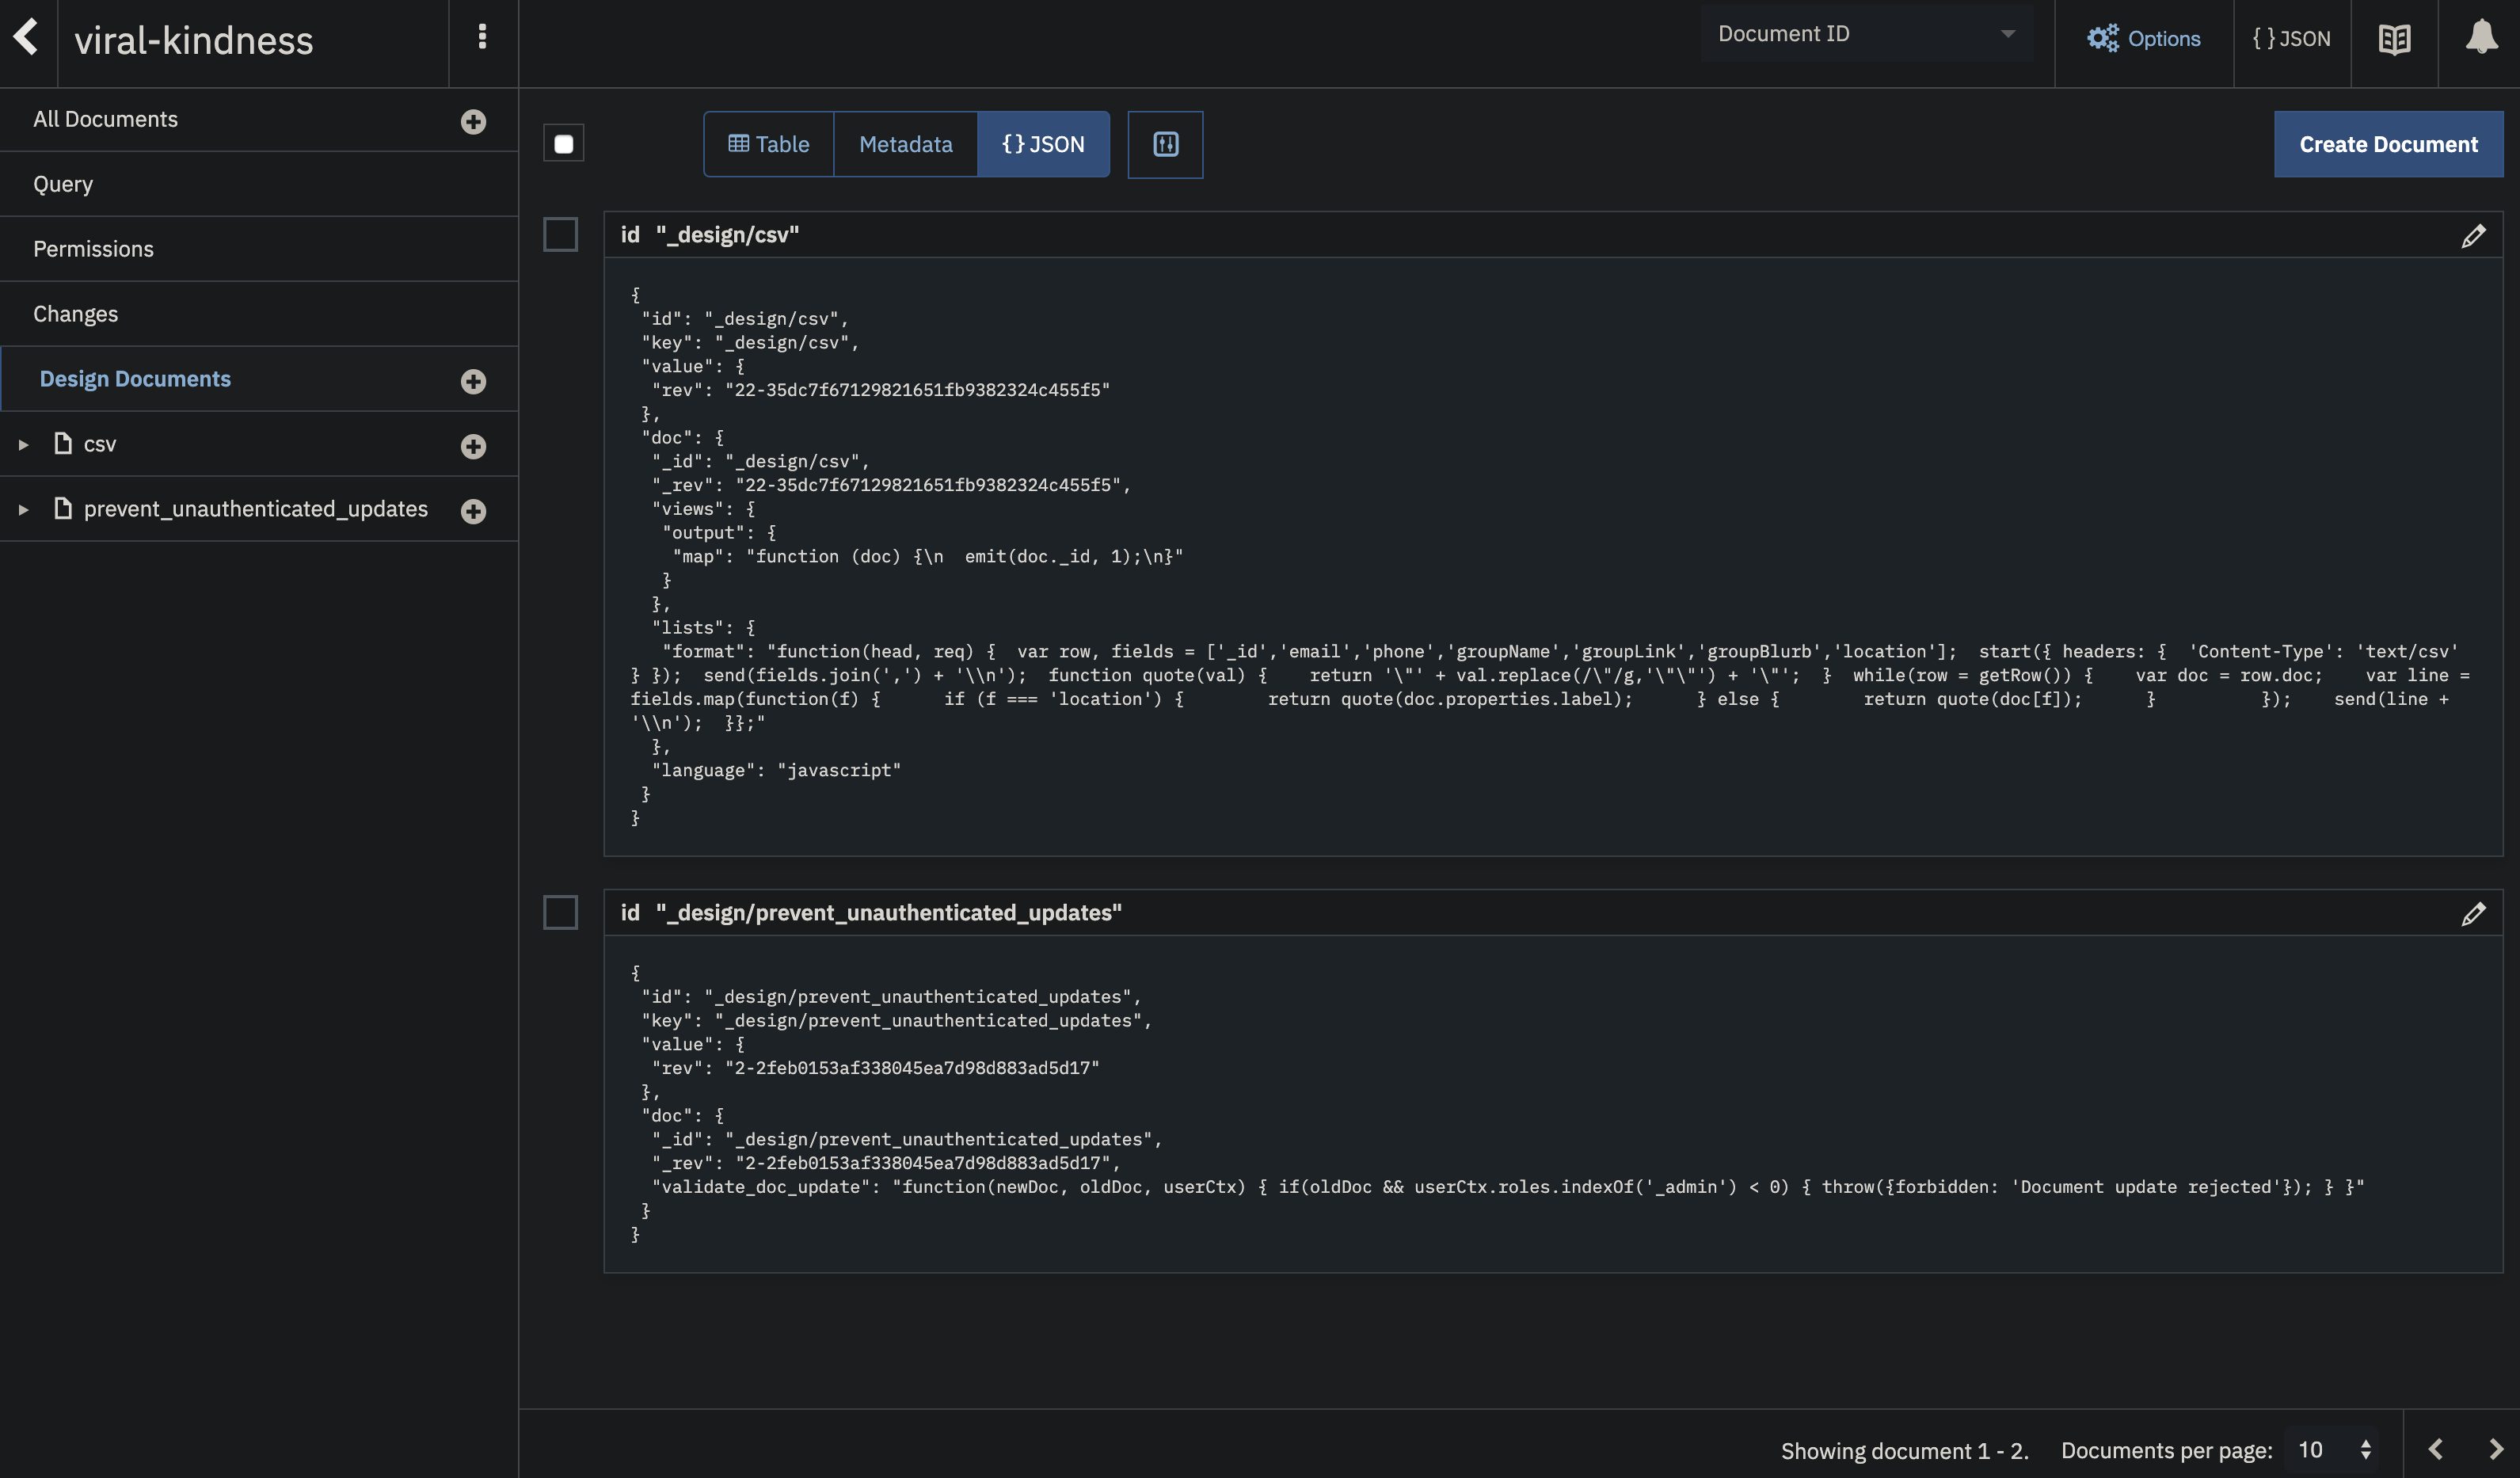 viral-kindness
Document ID
Options
{ } JSON
All Documents
Query
Permissions
Changes
Design Documents
csv
prevent_unauthenticated_updates
Table
Metadata
{ } JSON
Create Document
id "_design/csv"
{
"id": "_design/csv",
"key": "_design/csv",
"value": {
"rev": "22-35dc7f67129821651fb9382324c455f5"
},
"doc": {
"_id": "_design/csv",
"_rev": "22-35dc7f67129821651fb9382324c455f5",
"views": {
"output": {
"map": "function (doc) {\n  emit(doc._id, 1);\n}"
}
},
"lists": {
"format": "function(head, req) {  var row, fields = ['_id','email','phone','groupName','groupLink','groupBlurb','location'];  start({ headers: {  'Content-Type': 'text/csv'
} });  send(fields.join(',') + '\\n');  function quote(val) {    return '\"' + val.replace(/\"/g,'\"\"') + '\"';  }  while(row = getRow()) {    var doc = row.doc;    var line =
fields.map(function(f) {      if (f === 'location') {        return quote(doc.properties.label);      } else {        return quote(doc[f]);      }          });    send(line +
'\\n');  }};"
},
"language": "javascript"
}
}
id "_design/prevent_unauthenticated_updates"
{
"id": "_design/prevent_unauthenticated_updates",
"key": "_design/prevent_unauthenticated_updates",
"value": {
"rev": "2-2feb0153af338045ea7d98d883ad5d17"
},
"doc": {
"_id": "_design/prevent_unauthenticated_updates",
"_rev": "2-2feb0153af338045ea7d98d883ad5d17",
"validate_doc_update": "function(newDoc, oldDoc, userCtx) { if(oldDoc && userCtx.roles.indexOf('_admin') < 0) { throw({forbidden: 'Document update rejected'}); } }"
}
}
Showing document 1 - 2.
Documents per page: 10